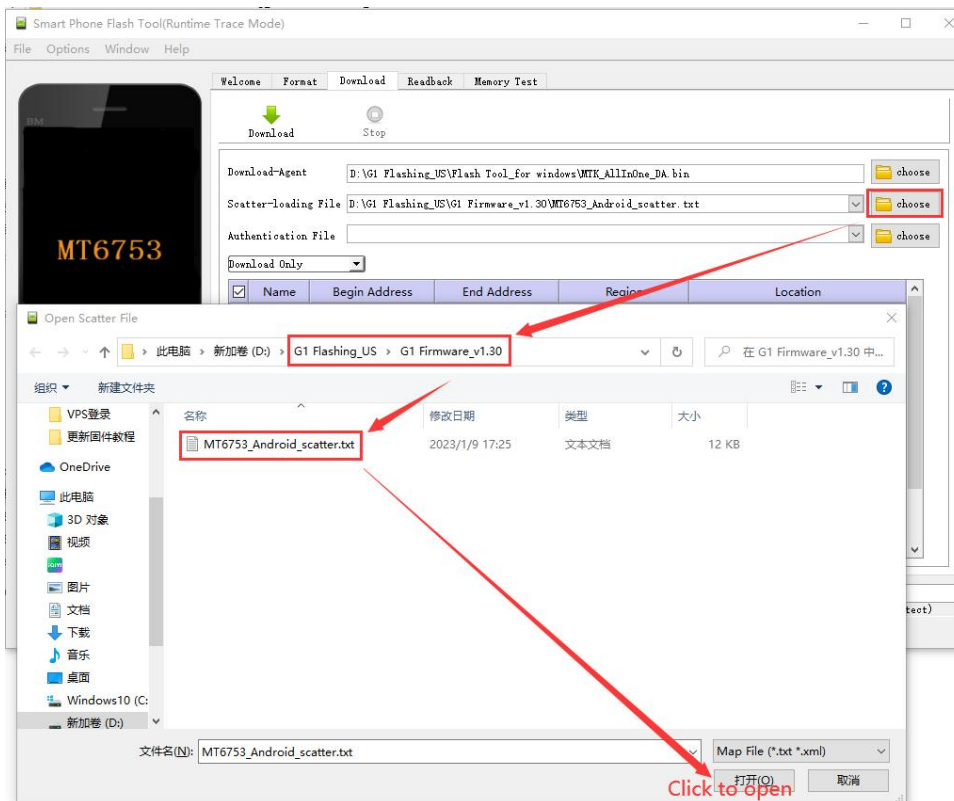 Smart Phone Flash Tool(Runtime Trace Mode)
File Options Window Help
Welcome Format Download Readback Memory Test
BM
Download Stop
Download-Agent D:\G1 Flashing_US\Flash Tool_for windows\MTK_AllInOne_DA.bin choose
Scatter-loading File D:\G1 Flashing_US\G1 Firmware_v1.30\MT6753_Android_scatter.txt choose
Authentication File choose
MT6753
Download Only
Name Begin Address End Address Region Location
Open Scatter File
此电脑 › 新加卷 (D:) › G1 Flashing_US › G1 Firmware_v1.30
在 G1 Firmware_v1.30 中...
组织 新建文件夹
VPS登录
更新固件教程
OneDrive
此电脑
3D 对象
视频
图片
文档
下载
音乐
桌面
Windows10 (C:
新加卷 (D:)
名称 修改日期 类型 大小
MT6753_Android_scatter.txt 2023/1/9 17:25 文本文档 12 KB
tect)
文件名(N): MT6753_Android_scatter.txt Map File (*.txt *.xml)
Click to open 打开(O) 取消